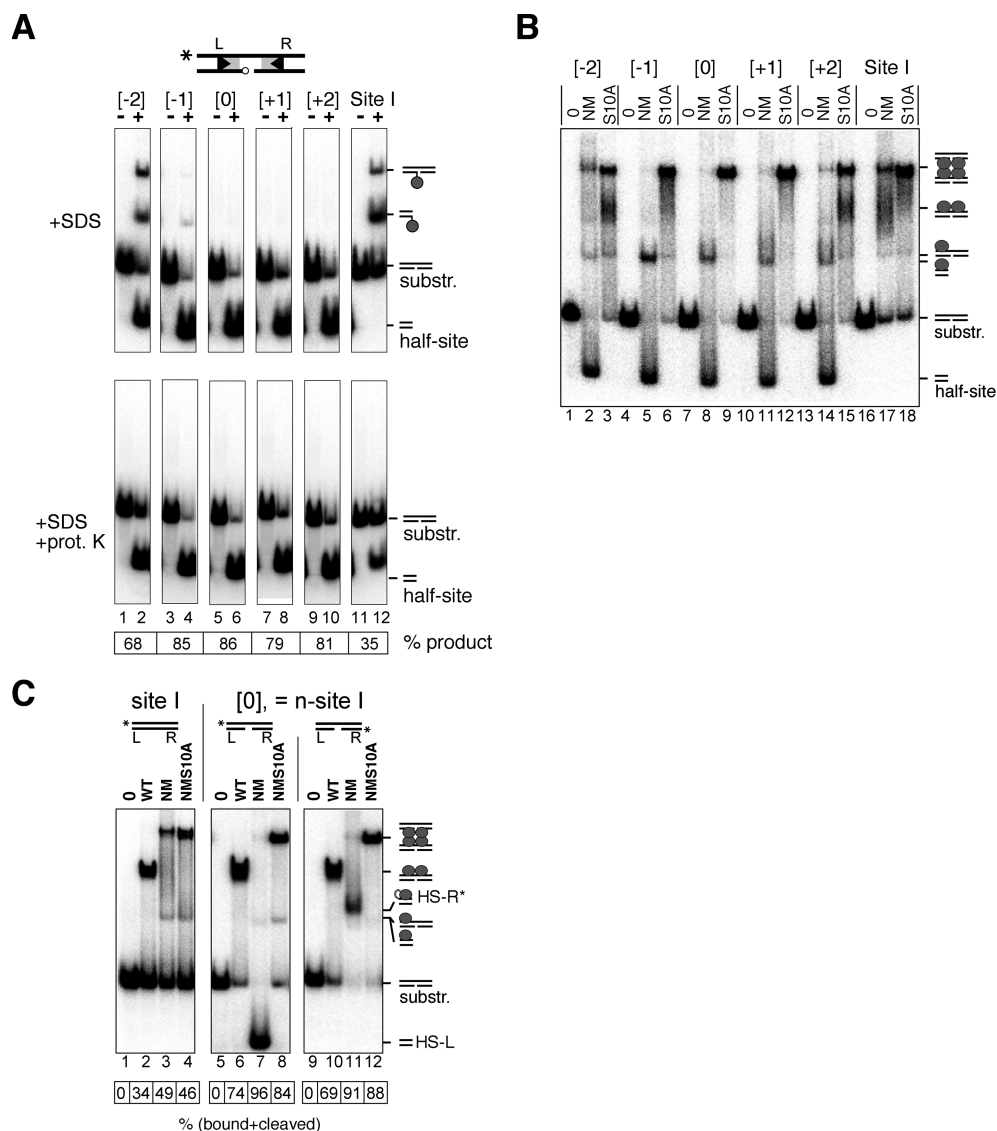 A
* L R
[-2] [-1] [0] [+1] [+2] Site I
- + - + - + - + - + - +
+SDS
substr.
half-site
+SDS
+prot. K
substr.
half-site
1 2 3 4 5 6 7 8 9 10 11 12
68 85 86 79 81 35 % product
B
[-2] [-1] [0] [+1] [+2] Site I
0 NM S10A 0 NM S10A 0 NM S10A 0 NM S10A 0 NM S10A 0 NM S10A
substr.
half-site
1 2 3 4 5 6 7 8 9 10 11 12 13 14 15 16 17 18
C
site I [0], = n-site I
* * *
L R L R L R
0 WT NM NMS10A 0 WT NM NMS10A 0 WT NM NMS10A
HS-R*
substr.
HS-L
1 2 3 4 5 6 7 8 9 10 11 12
0 34 49 46 0 74 96 84 0 69 91 88
% (bound+cleaved)